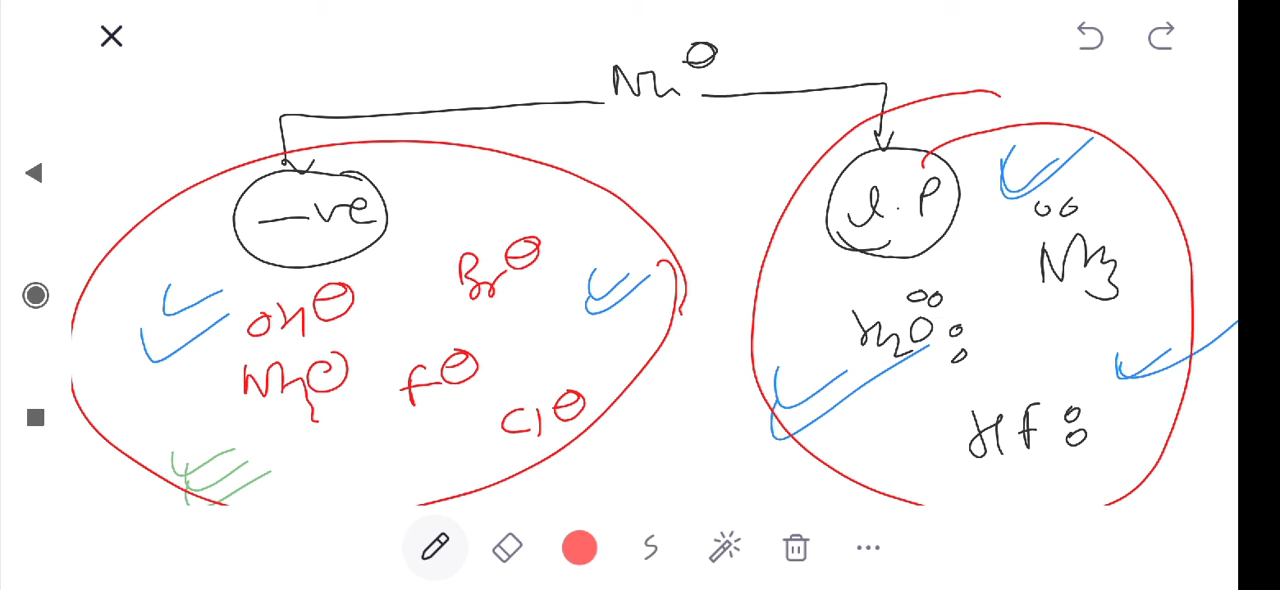 Nu⊖
—ve
l.P
Br⊖
OH⊖
NH2⊖
F⊖
Cl⊖
NH3
H2O
HF